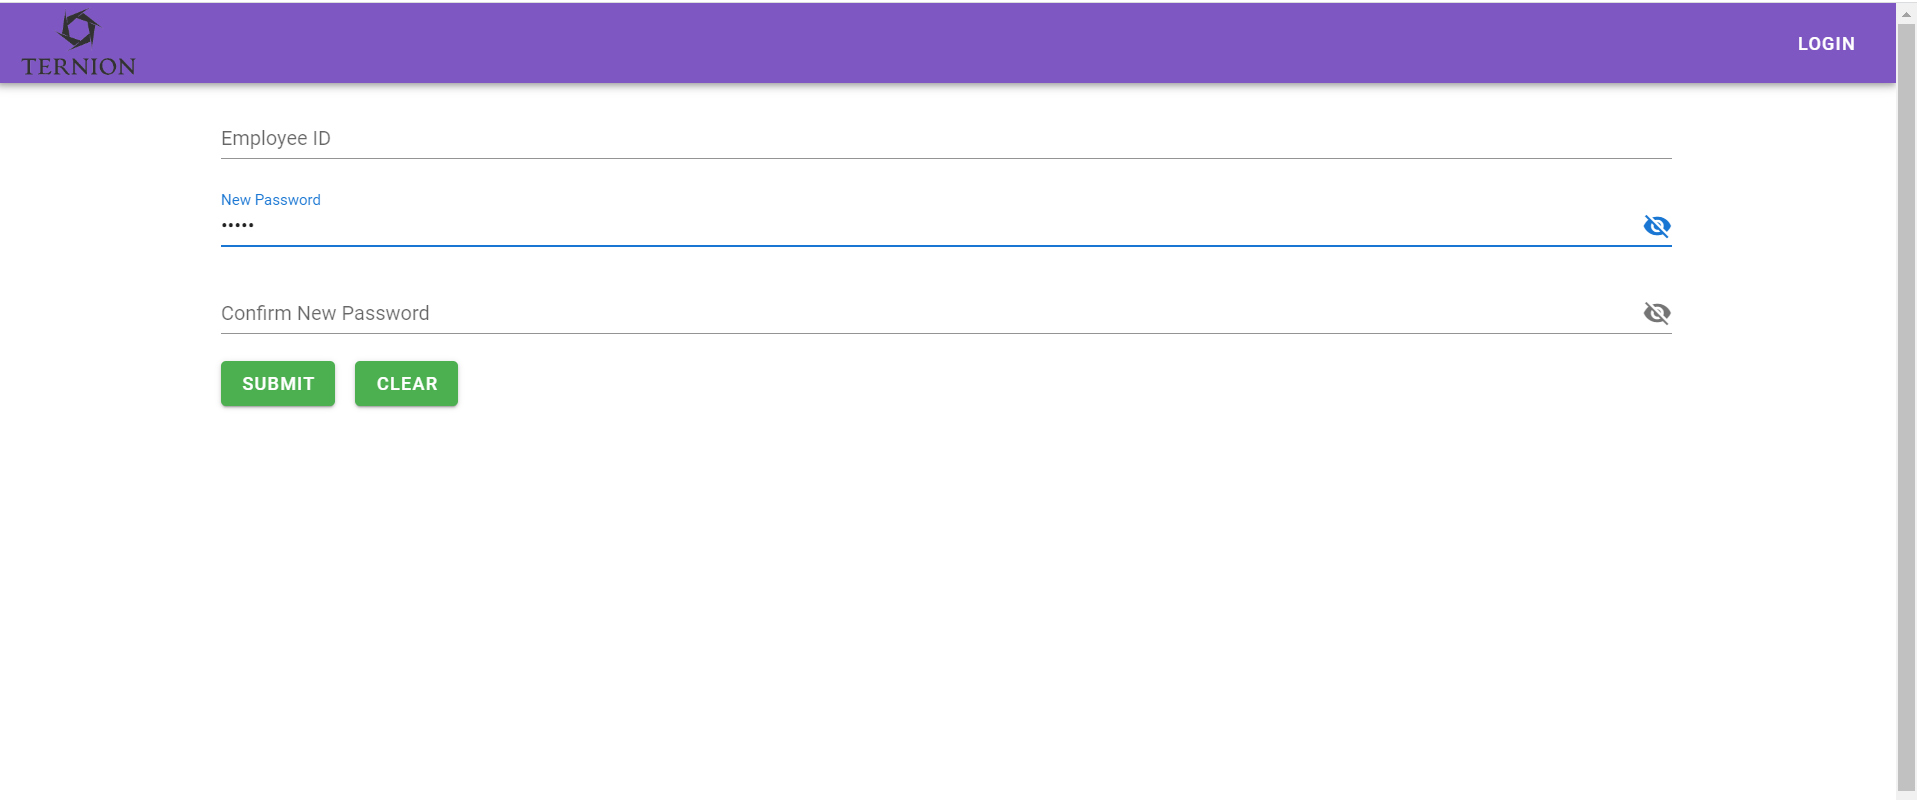 TERNION
LOGIN
Employee ID
New Password
•••••
Confirm New Password
SUBMIT
CLEAR